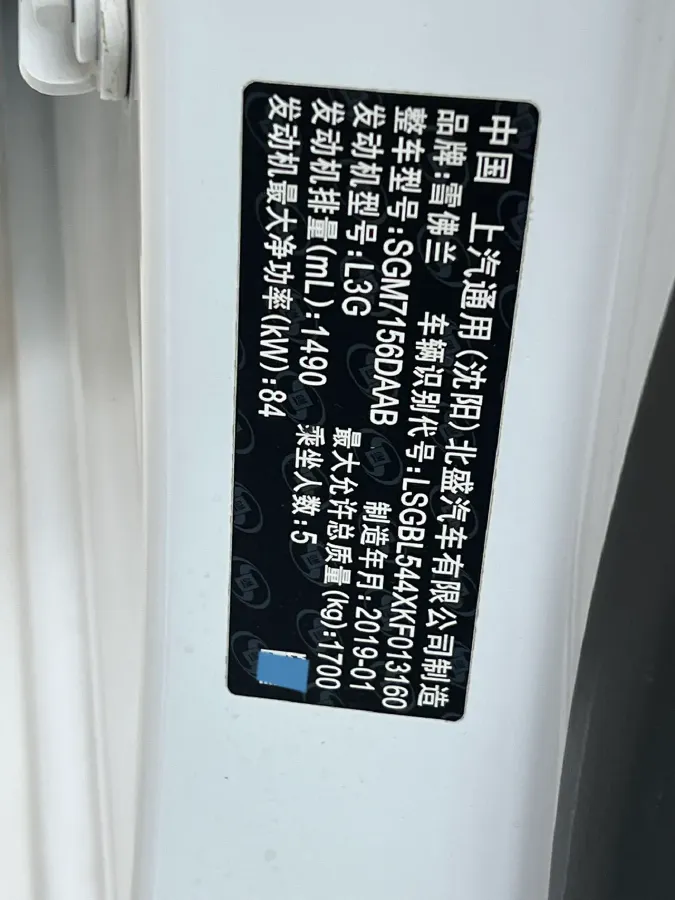 中国 上汽通用(沈阳)北盛汽车有限公司制造
品牌:雪佛兰 车辆识别代号:LSGBL544XKF013160
整车型号:SGM7156DAAB 制造年月:2019-01
发动机型号:L3G 最大允许总质量(kg):1700
发动机排量(mL):1490 乘坐人数:5
发动机最大净功率(kW):84